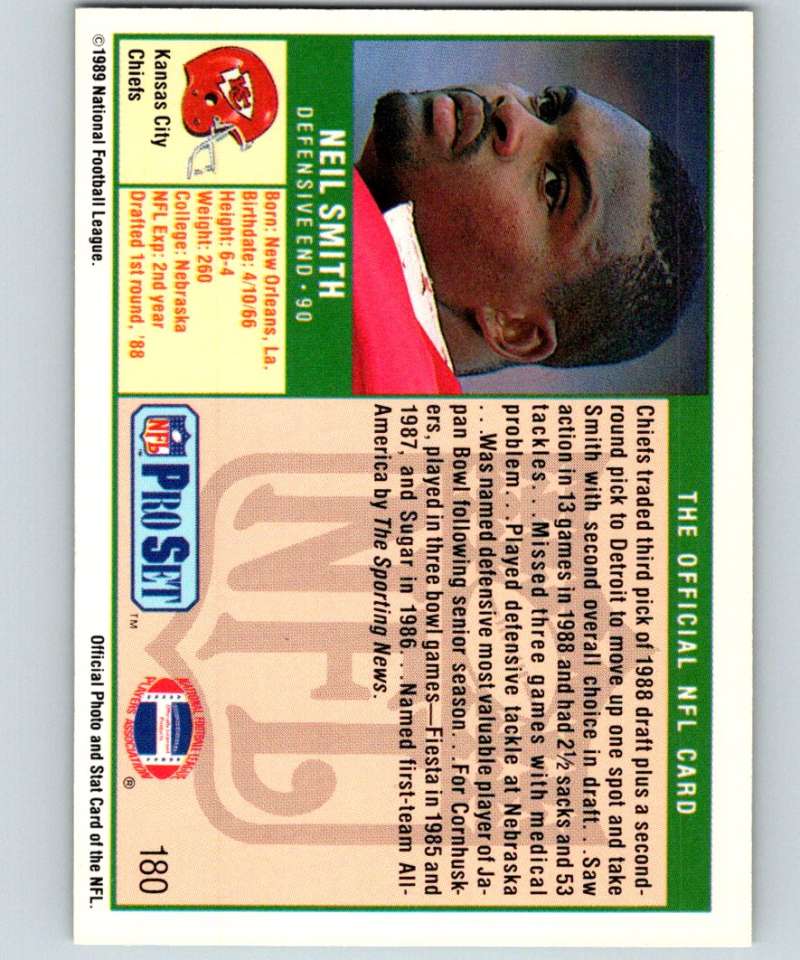 THE OFFICIAL NFL CARD
NEIL SMITH
DEFENSIVE END • 90
Kansas City
Chiefs
Born: New Orleans, La.
Birthdate: 4/10/66
Height: 6-4
Weight: 260
College: Nebraska
NFL Exp: 2nd year
Drafted 1st round, '88
Chiefs traded third pick of 1988 draft plus a second-
round pick to Detroit to move up one spot and take
Smith with second overall choice in draft. . .Saw
action in 13 games in 1988 and had 2½ sacks and 53
tackles. . .Missed three games with medical
problem. . .Played defensive tackle at Nebraska
. . .Was named defensive most valuable player of Ja-
pan Bowl following senior season. . .For Cornhusk-
ers, played in three bowl games—Fiesta in 1985 and
1987, and Sugar in 1986. . .Named first-team All-
America by The Sporting News.
NFL
NFL
PRO SET
™
NATIONAL FOOTBALL LEAGUE
PLAYERS ASSOCIATION
®
180
©1989 National Football League.
Official Photo and Stat Card of the NFL.